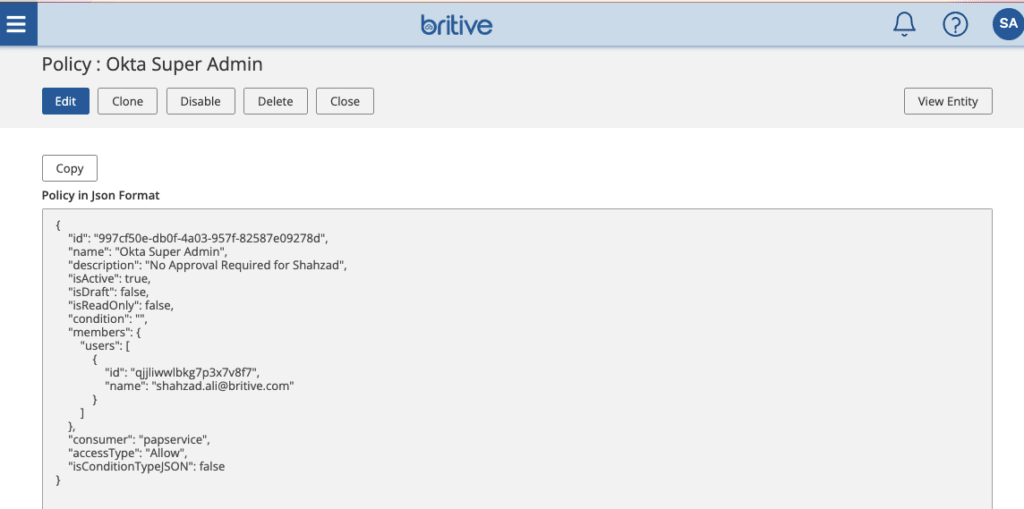 britive
SA
Policy : Okta Super Admin
Edit
Clone
Disable
Delete
Close
View Entity
Copy
Policy in Json Format
{
"id": "997cf50e-db0f-4a03-957f-82587e09278d",
"name": "Okta Super Admin",
"description": "No Approval Required for Shahzad",
"isActive": true,
"isDraft": false,
"isReadOnly": false,
"condition": "",
"members": {
"users": [
{
"id": "qjjliwwlbkg7p3x7v8f7",
"name": "shahzad.ali@britive.com"
}
]
},
"consumer": "papservice",
"accessType": "Allow",
"isConditionTypeJSON": false
}